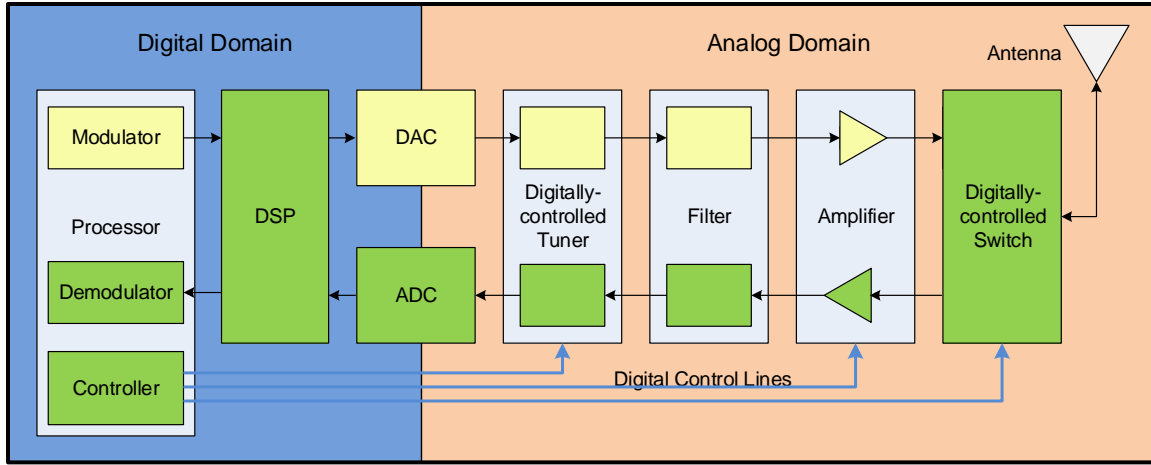 Digital Domain
Analog Domain
Antenna
Modulator
DAC
Processor
DSP
Digitally-
controlled
Tuner
Filter
Amplifier
Digitally-
controlled
Switch
Demodulator
ADC
Controller
Digital Control Lines